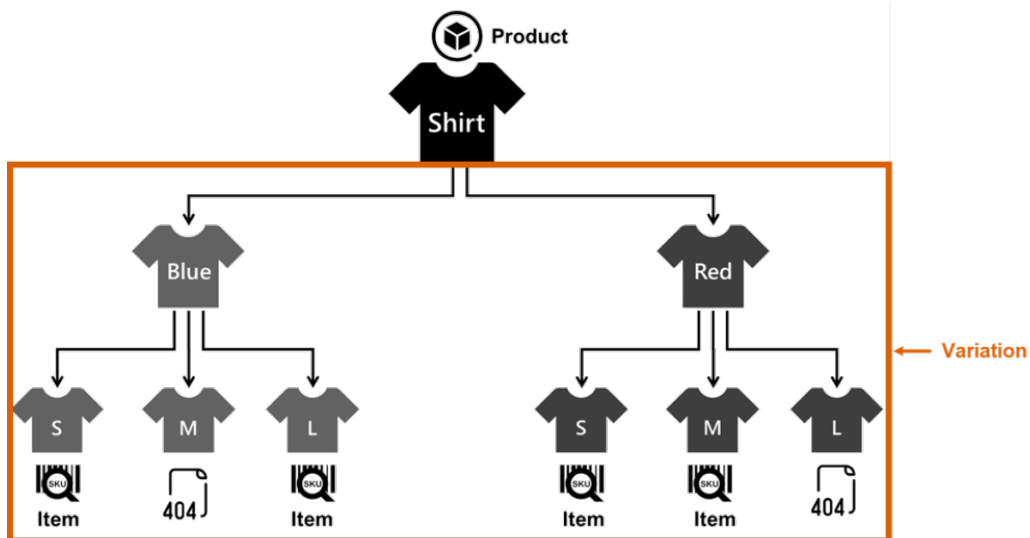 Product
Shirt
Blue
Red
Variation
S
M
L
S
M
L
SKU
404
SKU
SKU
SKU
404
Item
Item
Item
Item